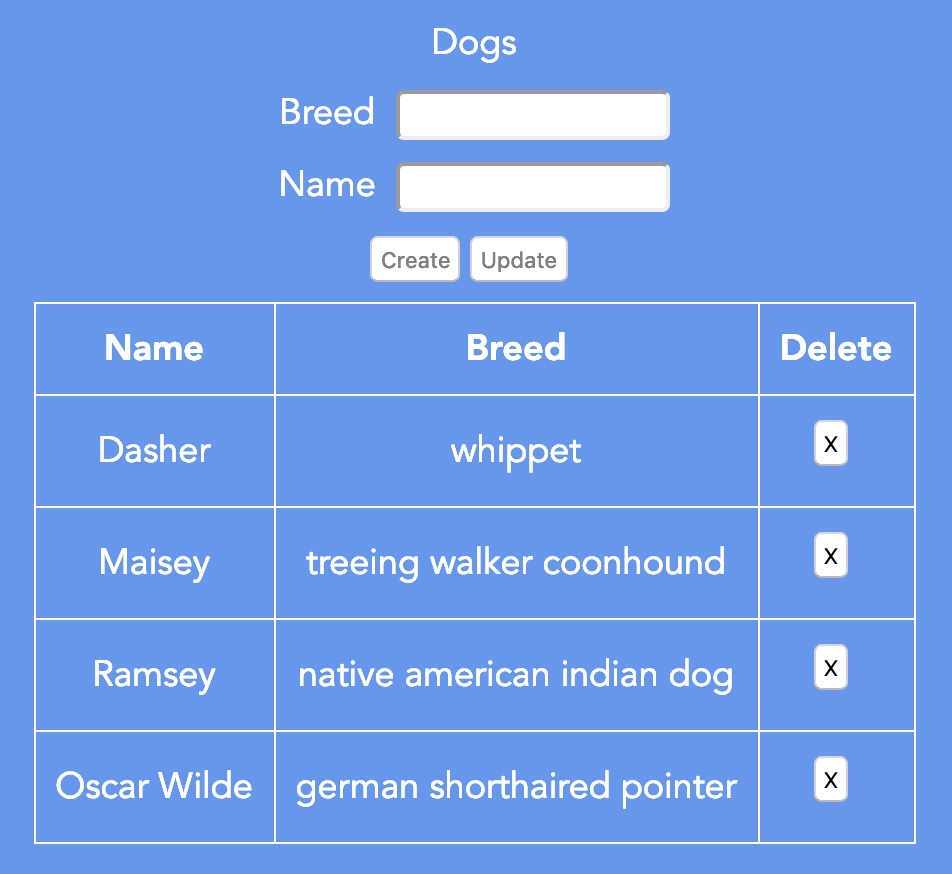 Dogs
Breed
Name
Create Update
Name Breed Delete
Dasher whippet X
Maisey treeing walker coonhound X
Ramsey native american indian dog X
Oscar Wilde german shorthaired pointer X